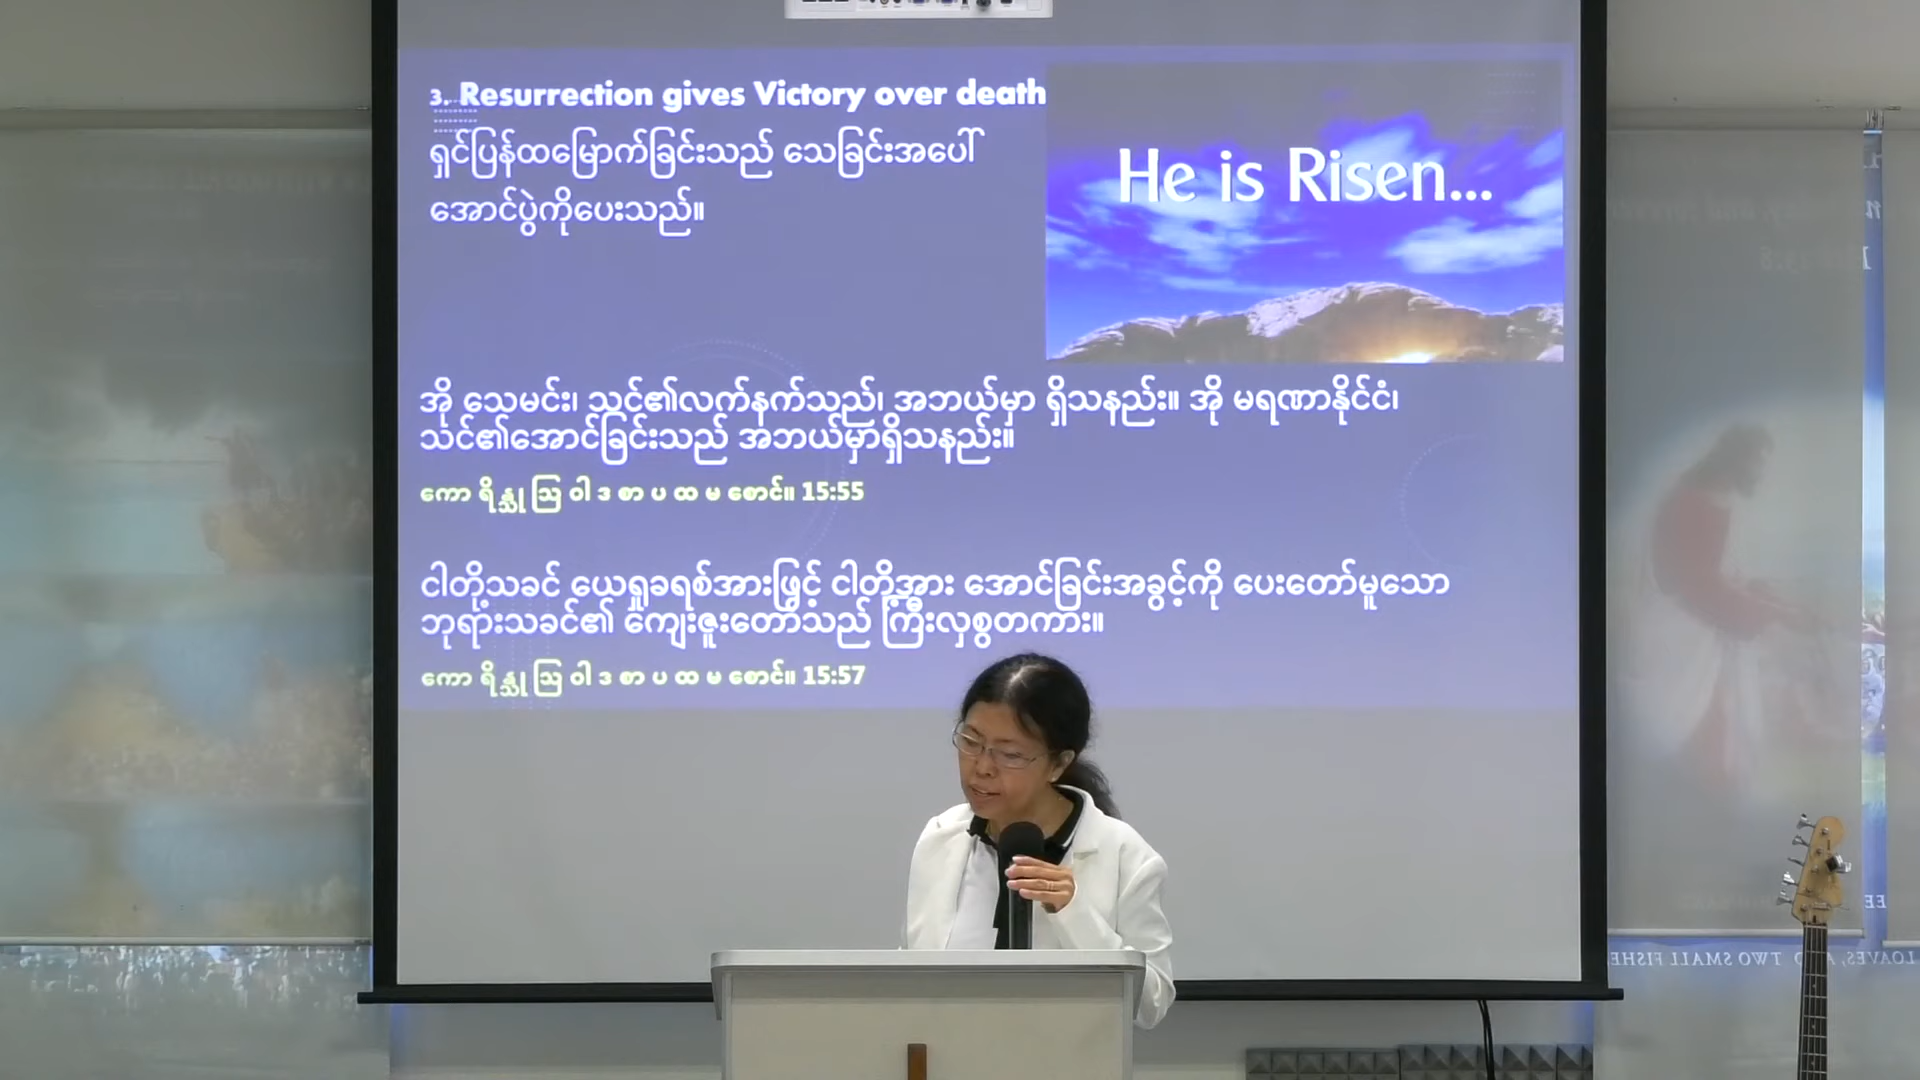 3. Resurrection gives Victory over death
ရှင်ပြန်ထမြောက်ခြင်းသည် သေခြင်းအပေါ်
အောင်ပွဲကိုပေးသည်။
He is Risen...
အို သေမင်း၊ သင်၏လက်နက်သည်၊ အဘယ်မှာ ရှိသနည်း။ အို မရဏာနိုင်ငံ၊
သင်၏အောင်ခြင်းသည် အဘယ်မှာရှိသနည်း။
ကော ရိန္သု ဩ ဝါ ဒ စာ ပ ထ မ စောင်။ 15:55
ငါတို့သခင် ယေရှုခရစ်အားဖြင့် ငါတို့အား အောင်ခြင်းအခွင့်ကို ပေးတော်မူသော
ဘုရားသခင်၏ ကျေးဇူးတော်သည် ကြီးလှစွတကား။
ကော ရိန္သု ဩ ဝါ ဒ စာ ပ ထ မ စောင်။ 15:57
LOAVES, AND TWO SMALL FISHE